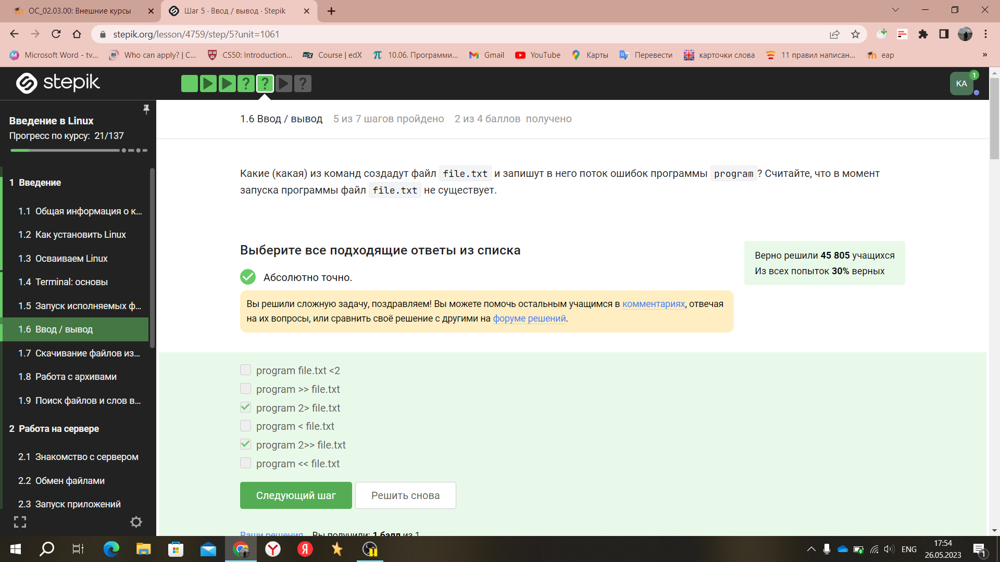 ОС_02.03.00: Внешние курсы
Шаг 5 · Ввод / вывод · Stepik
stepik.org/lesson/4759/step/5?unit=1061
Microsoft Word - tv...
Who can apply? | C...
CS50: Introduction...
edX
Course | edX
10.06. Программи...
Gmail
YouTube
Карты
Перевести
карточки слова
11 правил написан...
eap
»
stepik
? ? ?
KA
1
Введение в Linux
Прогресс по курсу: 21/137
1 Введение
1.1 Общая информация о к...
1.2 Как установить Linux
1.3 Осваиваем Linux
1.4 Terminal: основы
1.5 Запуск исполняемых ф...
1.6 Ввод / вывод
1.7 Скачивание файлов из...
1.8 Работа с архивами
1.9 Поиск файлов и слов в...
2 Работа на сервере
2.1 Знакомство с сервером
2.2 Обмен файлами
2.3 Запуск приложений
1.6 Ввод / вывод 5 из 7 шагов пройдено 2 из 4 баллов получено
Какие (какая) из команд создадут файл file.txt и запишут в него поток ошибок программы program? Считайте, что в момент
запуска программы файл file.txt не существует.
Выберите все подходящие ответы из списка
Верно решили 45 805 учащихся
Из всех попыток 30% верных
Абсолютно точно.
Вы решили сложную задачу, поздравляем! Вы можете помочь остальным учащимся в комментариях, отвечая
на их вопросы, или сравнить своё решение с другими на форуме решений.
program file.txt <2
program >> file.txt
program 2> file.txt
program < file.txt
program 2>> file.txt
program << file.txt
Следующий шаг
Решить снова
Ваши решения Вы получили: 1 балл из 1
ENG
17:54
26.05.2023
1